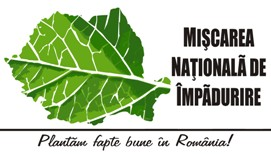 MIŞCAREA
NAŢIONALĂ DE
ÎMPĂDURIRE
Plantăm fapte bune în România!